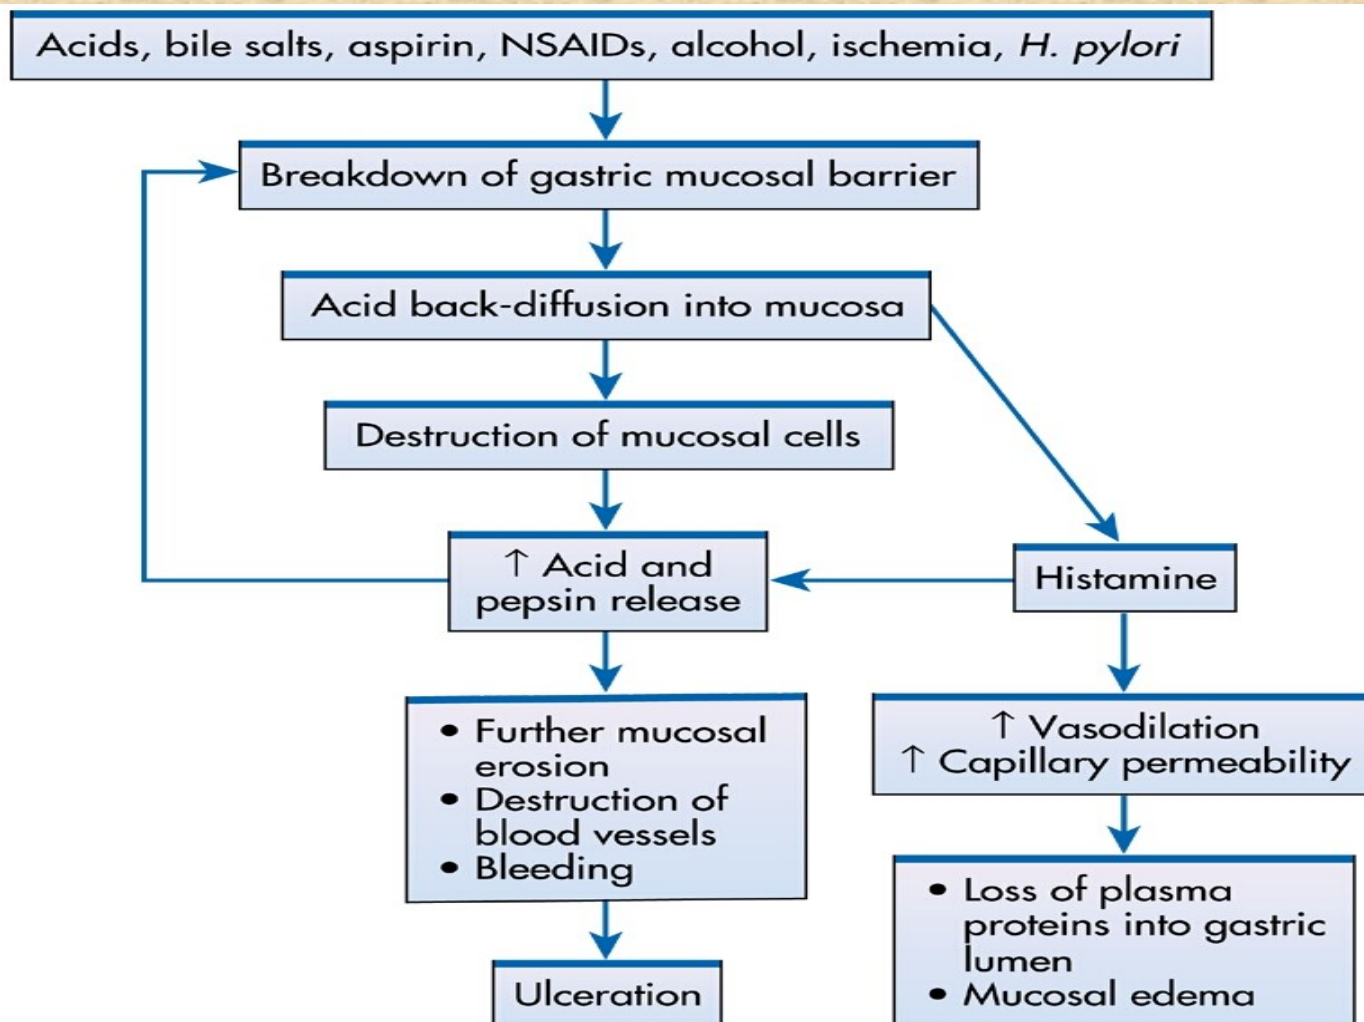 Acids, bile salts, aspirin, NSAIDs, alcohol, ischemia, H. pylori
Breakdown of gastric mucosal barrier
Acid back-diffusion into mucosa
Destruction of mucosal cells
↑ Acid and
pepsin release
Histamine
• Further mucosal
erosion
• Destruction of
blood vessels
• Bleeding
↑ Vasodilation
↑ Capillary permeability
• Loss of plasma
proteins into gastric
lumen
• Mucosal edema
Ulceration